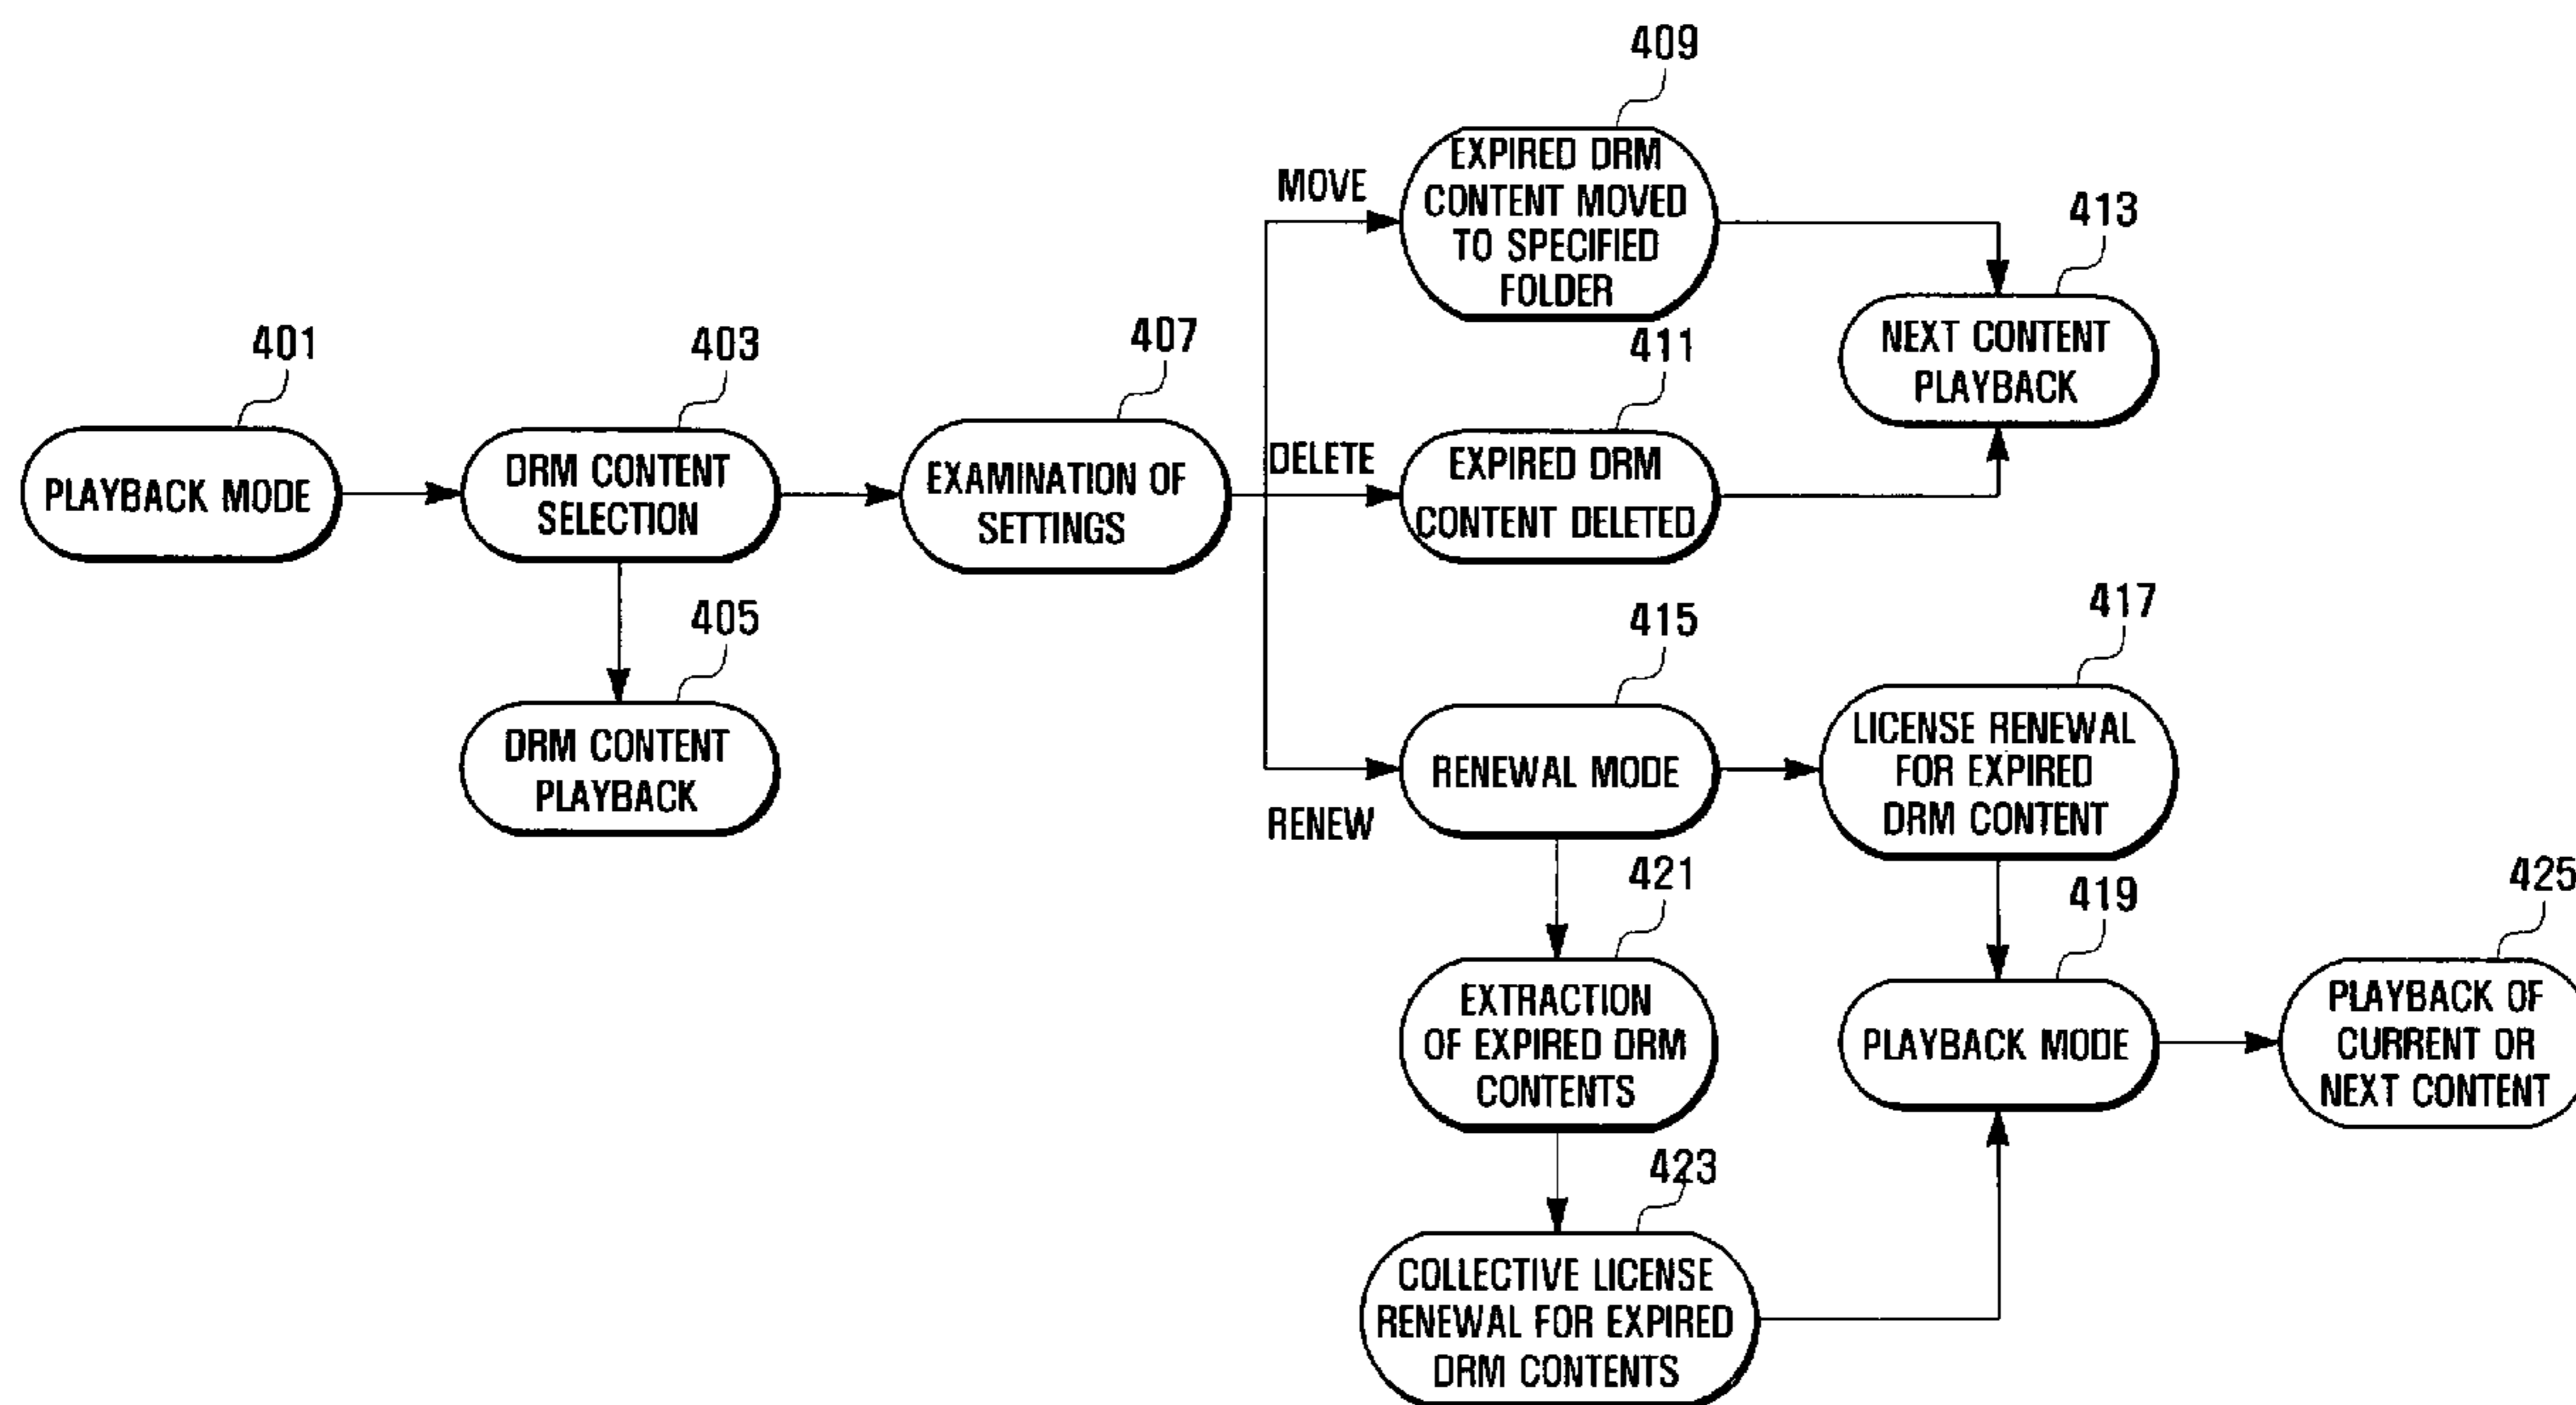 409
EXPIRED DRM
CONTENT MOVED
TO SPECIFIED
FOLDER
MOVE
413
NEXT CONTENT
PLAYBACK
401
PLAYBACK MODE
403
DRM CONTENT
SELECTION
407
EXAMINATION OF
SETTINGS
DELETE
411
EXPIRED DRM
CONTENT DELETED
405
DRM CONTENT
PLAYBACK
RENEW
415
RENEWAL MODE
417
LICENSE RENEWAL
FOR EXPIRED
DRM CONTENT
421
EXTRACTION
OF EXPIRED DRM
CONTENTS
419
PLAYBACK MODE
425
PLAYBACK OF
CURRENT OR
NEXT CONTENT
423
COLLECTIVE LICENSE
RENEWAL FOR EXPIRED
DRM CONTENTS